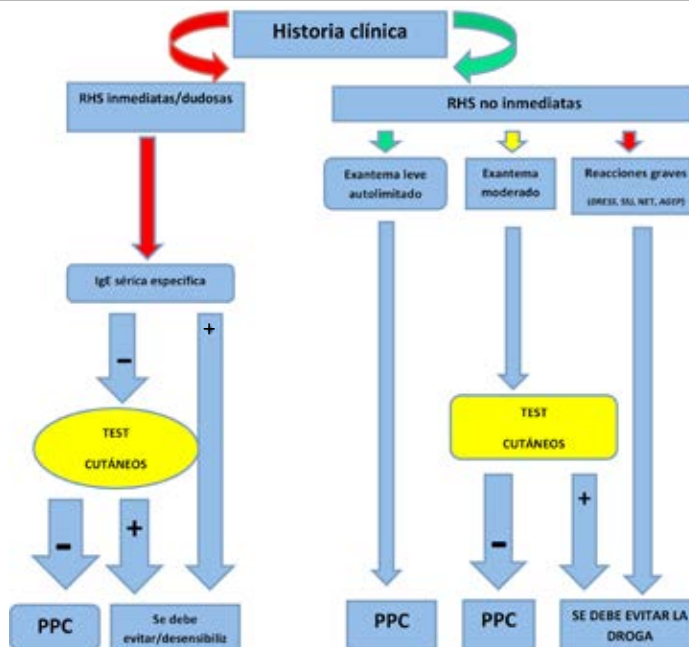 Historia clínica
RHS inmediatas/dudosas
RHS no inmediatas
Exantema leve
autolimitado
Exantema
moderado
Reacciones graves
(DRESS, SSJ, NET, AGEP)
IgE sérica específica
+
−
TEST
CUTÁNEOS
TEST
CUTÁNEOS
−
+
−
+
PPC
Se debe
evitar/desensibiliz
PPC
PPC
SE DEBE EVITAR LA
DROGA